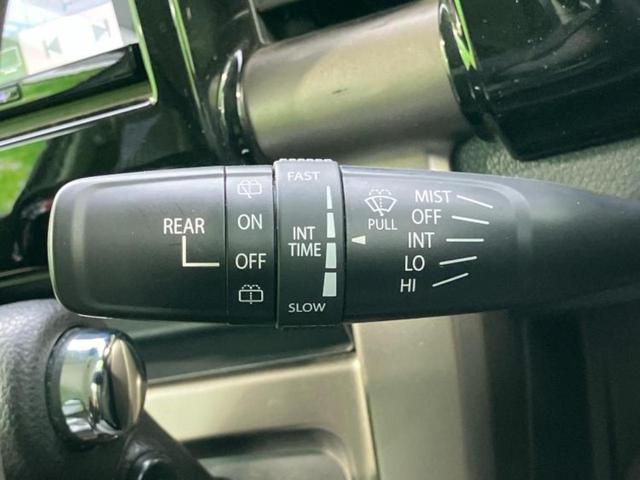 REAR
ON
OFF
FAST
INT
TIME
SLOW
PULL
MIST
OFF
INT
LO
HI